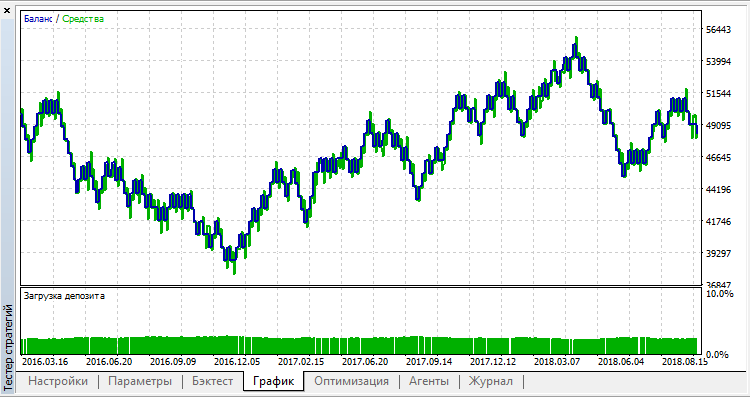 Баланс / Средства
56443
53994
51544
49095
46645
44196
41746
39297
36847
Загрузка депозита
10.0%
0.0%
2016.03.16 2016.06.20 2016.09.09 2016.12.05 2017.02.15 2017.06.20 2017.09.14 2017.12.12 2018.03.07 2018.06.04 2018.08.15
Тестер стратегий
Настройки Параметры Бэктест График Оптимизация Агенты Журнал